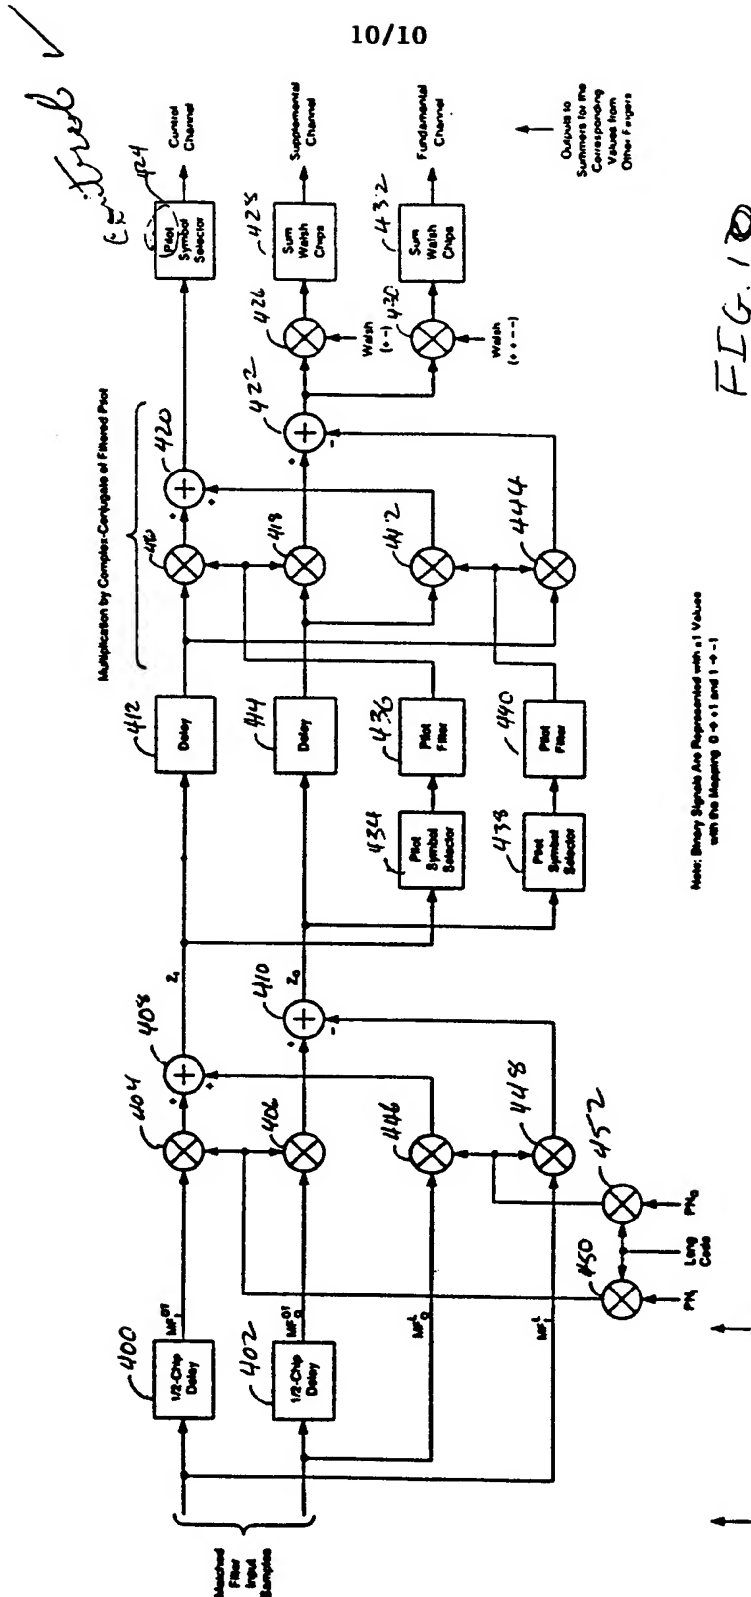 10/10
424
Pilot
Symbol
Selector
Control
Channel
428
Sum
Walsh
Chips
Supplemental
Channel
432
Sum
Walsh
Chips
Fundamental
Channel
Outputs to
Summers for the
Corresponding
Values from
Other Fingers
426
Walsh
(+ -)
430
Walsh
(+ + - -)
FIG. 10
Multiplication by Complex-Conjugate of Filtered Pilot
420
422
418
442
444
412
Delay
414
Delay
436
Pilot
Filter
440
Pilot
Filter
434
Pilot
Symbol
Selector
438
Pilot
Symbol
Selector
Note: Binary Signals Are Represented with ±1 Values
with the Mapping 0 → +1 and 1 → -1
408
410
404
406
446
448
450
452
PN
Long
Code
PN
400
1/2-Chip
Delay
402
1/2-Chip
Delay
Matched
Filter
Input
Samples